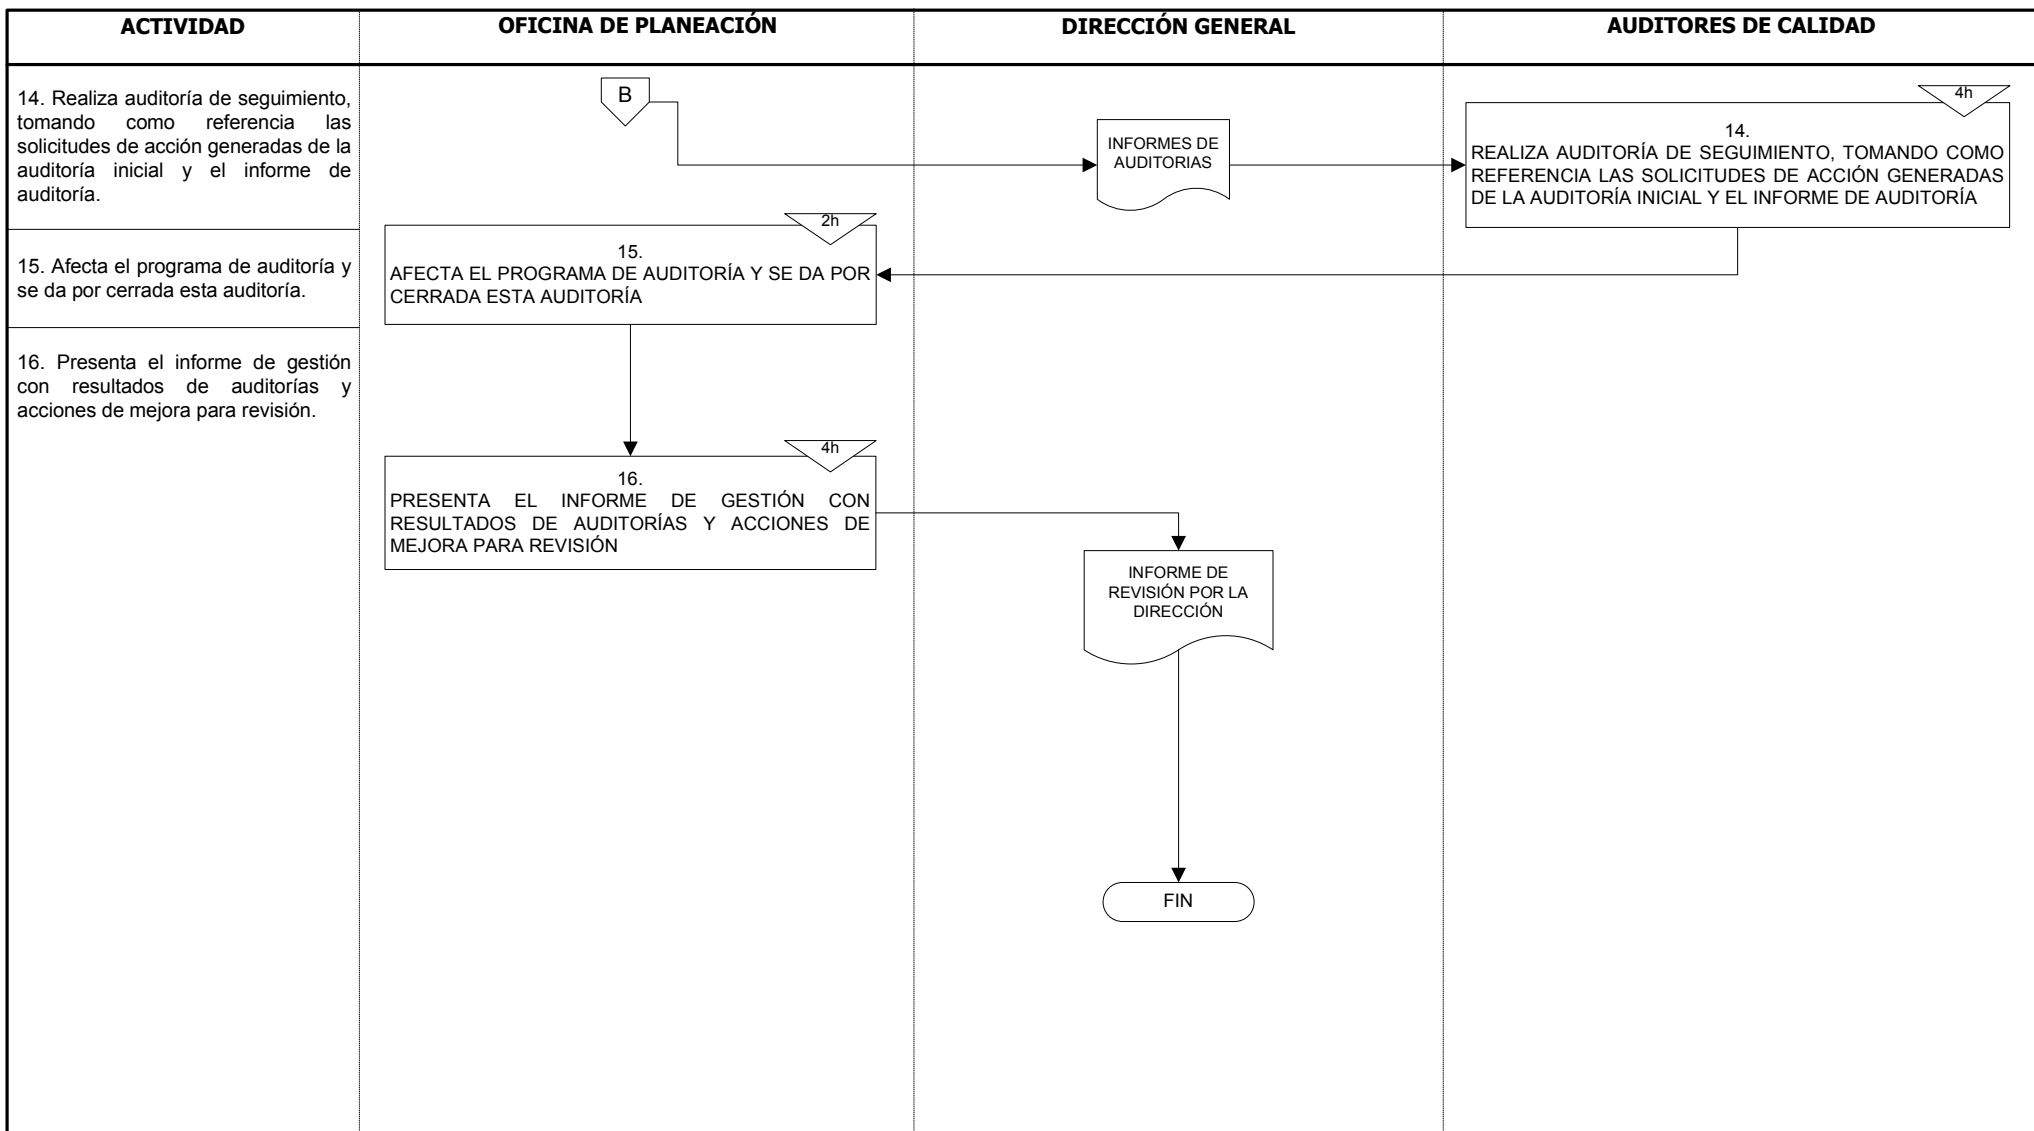 ACTIVIDAD
OFICINA DE PLANEACIÓN
DIRECCIÓN GENERAL
AUDITORES DE CALIDAD
14. Realiza auditoría de seguimiento,
tomando como referencia las
solicitudes de acción generadas de la
auditoría inicial y el informe de
auditoría.
15. Afecta el programa de auditoría y
se da por cerrada esta auditoría.
16. Presenta el informe de gestión
con resultados de auditorías y
acciones de mejora para revisión.
B
INFORMES DE
AUDITORIAS
4h
14.
REALIZA AUDITORÍA DE SEGUIMIENTO, TOMANDO COMO
REFERENCIA LAS SOLICITUDES DE ACCIÓN GENERADAS
DE LA AUDITORÍA INICIAL Y EL INFORME DE AUDITORÍA
2h
15.
AFECTA EL PROGRAMA DE AUDITORÍA Y SE DA POR
CERRADA ESTA AUDITORÍA
4h
16.
PRESENTA EL INFORME DE GESTIÓN CON
RESULTADOS DE AUDITORÍAS Y ACCIONES DE
MEJORA PARA REVISIÓN
INFORME DE
REVISIÓN POR LA
DIRECCIÓN
FIN